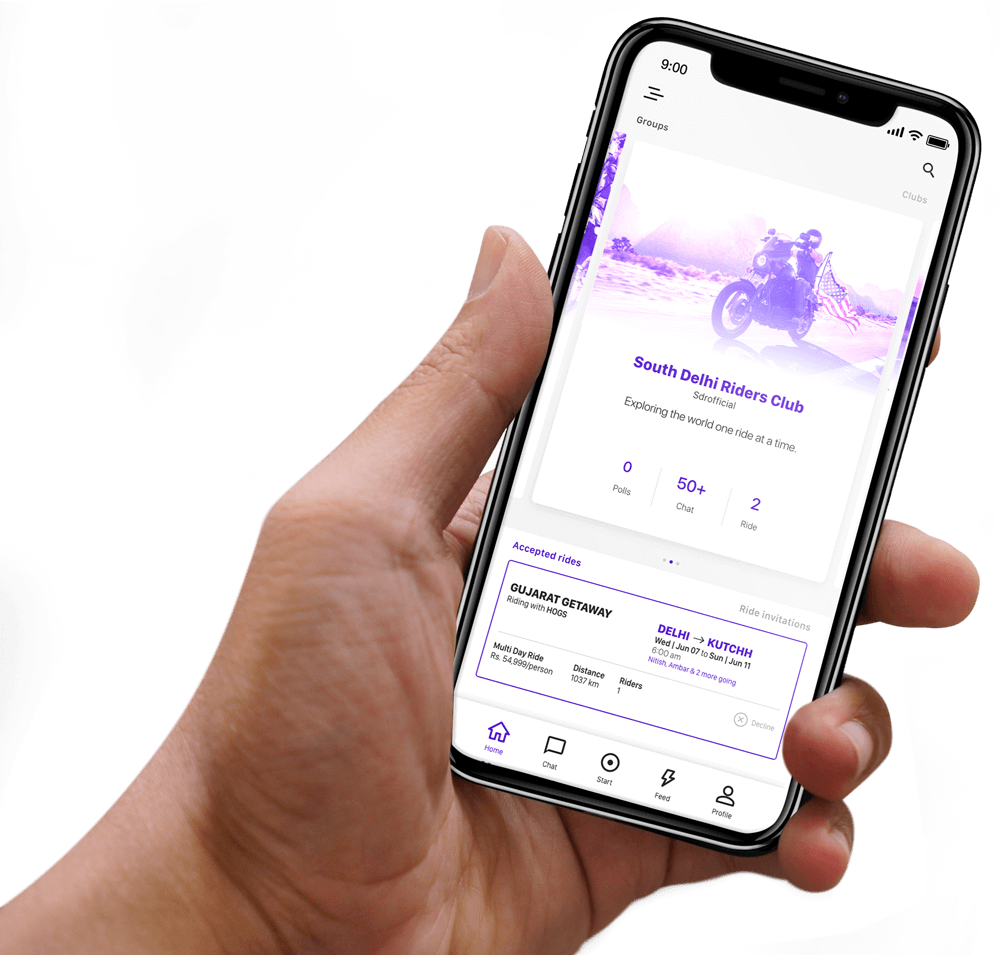 9:00
Groups
Clubs
South Delhi Riders Club
Sdrofficial
Exploring the world one ride at a time.
0
Polls
50+
Chat
2
Ride
Accepted rides
Ride invitations
GUJARAT GETAWAY
Riding with HOGS
DELHI → KUTCHH
Wed | Jun 07 to Sun | Jun 11
6:00 am
Nitish, Ambar & 2 more going
Multi Day Ride
Rs. 54,999/person
Distance
1037 km
Riders
1
Decline
Home
Chat
Start
Feed
Profile